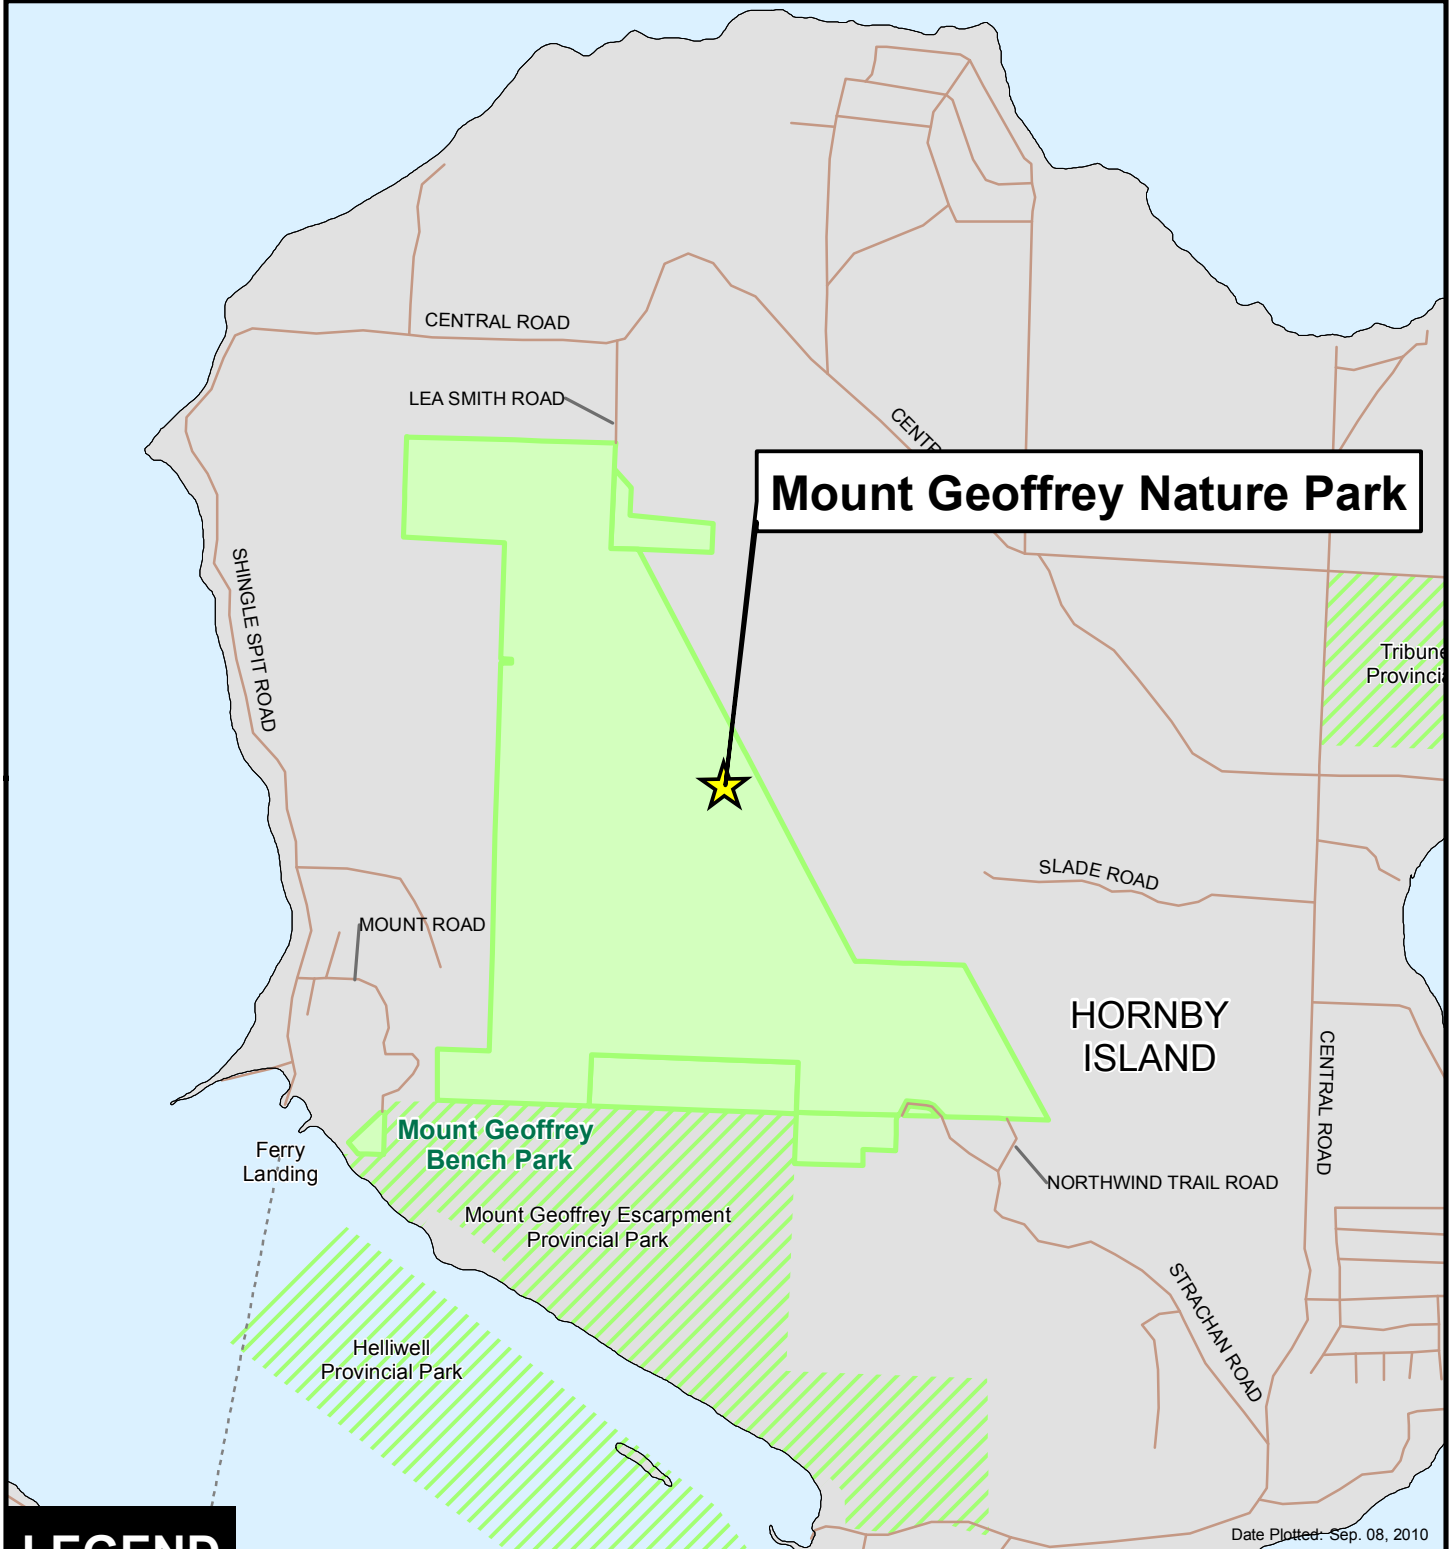 CENTRAL ROAD
LEA SMITH ROAD
Mount Geoffrey Nature Park
SHINGLE SPIT ROAD
Tribune
SLADE ROAD
MOUNT ROAD
HORNBY
ISLAND
CENTRAL ROAD
Mount Geoffrey
Bench Park
Ferry
Landing
NORTHWIND TRAIL ROAD
Mount Geoffrey Escarpment
Provincial Park
STRACHAN ROAD
Helliwell
Provincial Park
LEGEND
Date Plotted: Sep. 08, 2010